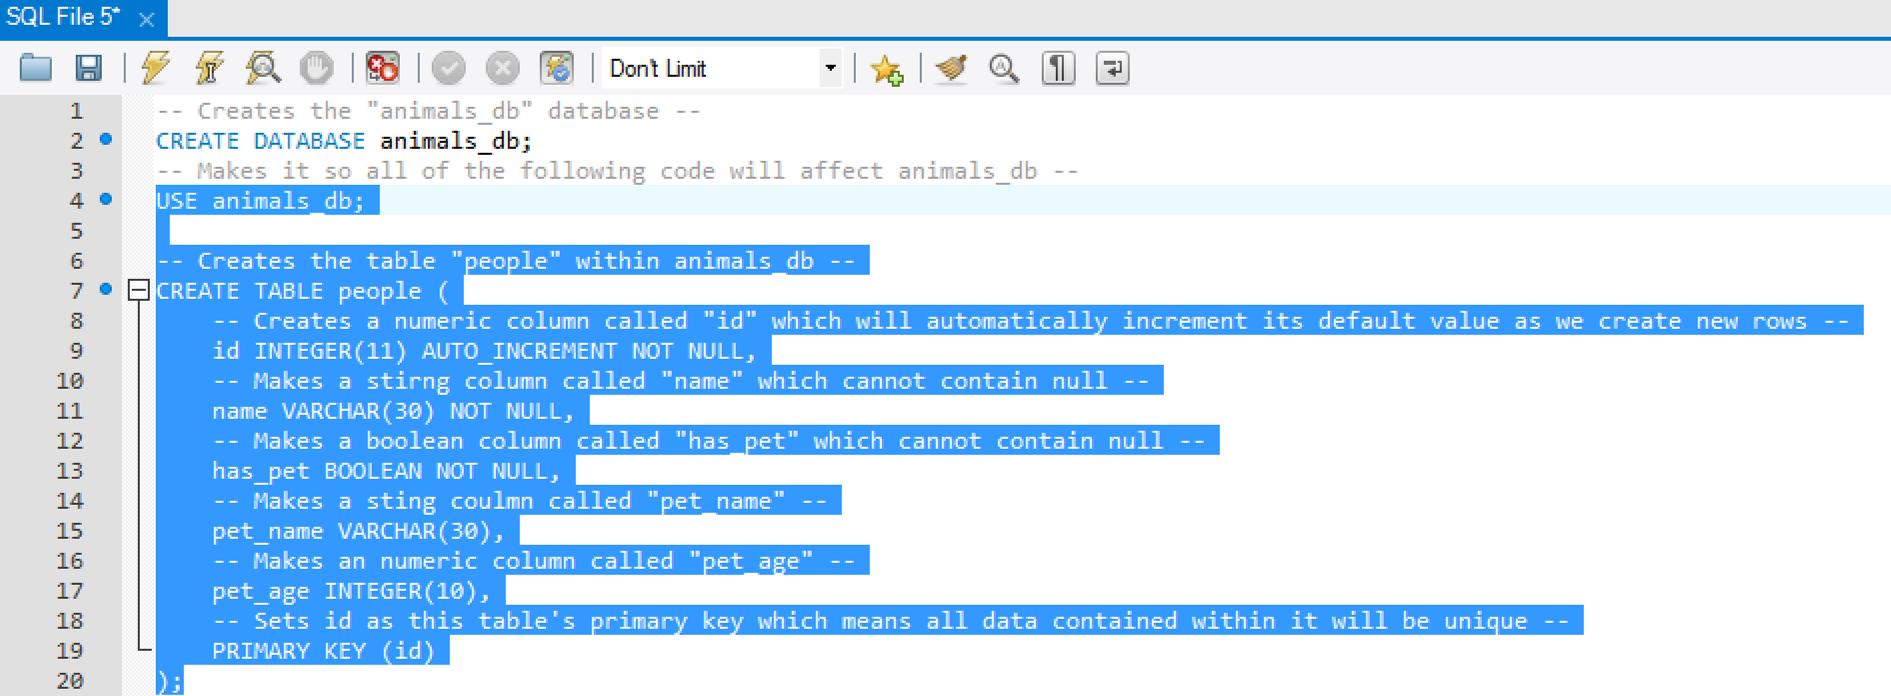 SQL File 5* ×
Don't Limit
1 -- Creates the "animals_db" database --
2 CREATE DATABASE animals_db;
3 -- Makes it so all of the following code will affect animals_db --
4 USE animals_db;
5
6 -- Creates the table "people" within animals_db --
7 CREATE TABLE people (
8 -- Creates a numeric column called "id" which will automatically increment its default value as we create new rows --
9 id INTEGER(11) AUTO_INCREMENT NOT NULL,
10 -- Makes a stirng column called "name" which cannot contain null --
11 name VARCHAR(30) NOT NULL,
12 -- Makes a boolean column called "has_pet" which cannot contain null --
13 has_pet BOOLEAN NOT NULL,
14 -- Makes a sting coulmn called "pet_name" --
15 pet_name VARCHAR(30),
16 -- Makes an numeric column called "pet_age" --
17 pet_age INTEGER(10),
18 -- Sets id as this table's primary key which means all data contained within it will be unique --
19 PRIMARY KEY (id)
20 );